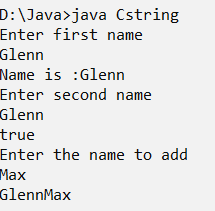 D:\Java>java Cstring
Enter first name
Glenn
Name is :Glenn
Enter second name
Glenn
true
Enter the name to add
Max
GlennMax